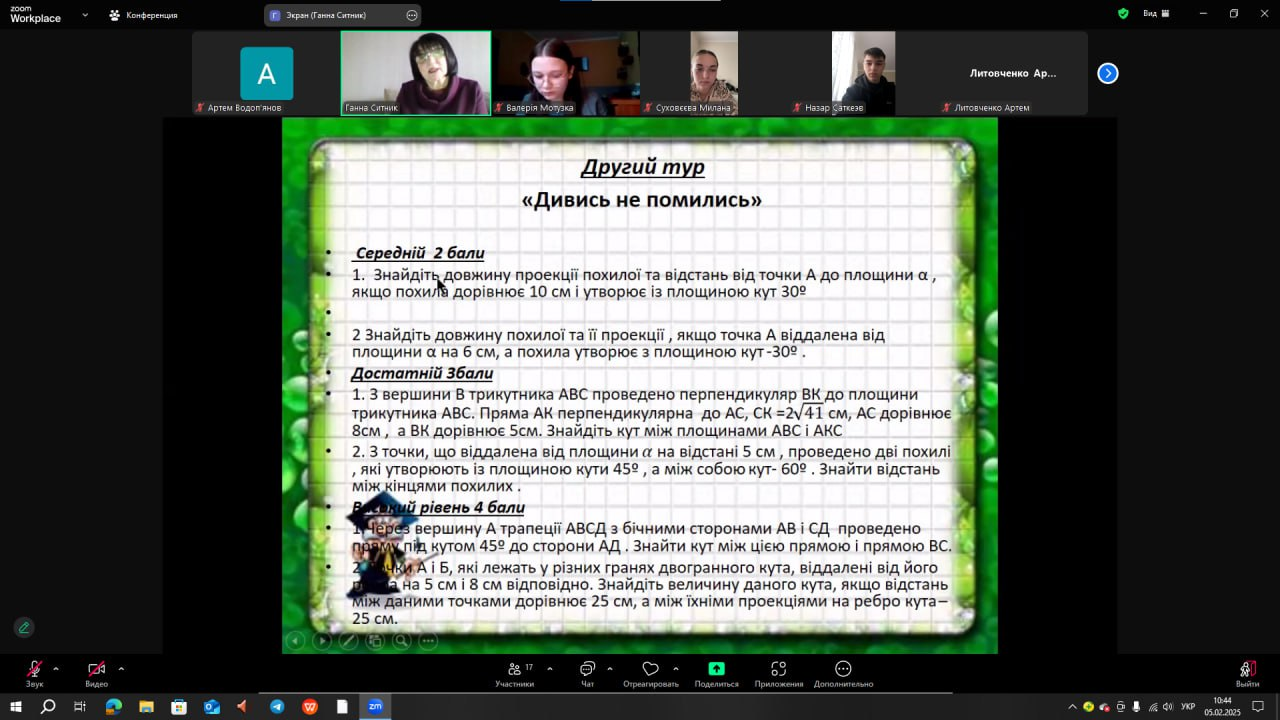 zoom
Workplace
Конференция
Экран (Ганна Ситник)
Вид
A
Артем Водоп'янов
Ганна Ситник
Валерія Мотузка
Суховєєва Милана
Назар Саткезв
Литовченко Ар...
Литовченко Артем
Другий тур
«Дивись не помились»
• Середній 2 бали
• 1. Знайдіть довжину проекції похилої та відстань від точки А до площини α ,
якщо похила дорівнює 10 см і утворює із площиною кут 30º
•
• 2 Знайдіть довжину похилої та її проекції , якщо точка А віддалена від
площини α на 6 см, а похила утворює з площиною кут -30º .
• Достатній 3бали
• 1. З вершини В трикутника АВС проведено перпендикуляр ВК до площини
трикутника АВС. Пряма АК перпендикулярна до АС, СК =2√41 см, АС дорівнює
8см , а ВК дорівнює 5см. Знайдіть кут між площинами АВС і АКС
• 2. З точки, що віддалена від площини α на відстані 5 см , проведено дві похилі
, які утворюють із площиною кути 45º , а між собою кут- 60º . Знайти відстань
між кінцями похилих .
• рівень 4 бали
• 1. Через вершину А трапеції АВСД з бічними сторонами АВ і СД проведено
пряму під кутом 45º до сторони АД . Знайти кут між цією прямою і прямою ВС.
• 2. А і Б, які лежать у різних гранях двогранного кута, віддалені від його
на 5 см і 8 см відповідно. Знайдіть величину даного кута, якщо відстань
між даними точками дорівнює 25 см, а між їхніми проекціями на ребро кута–
25 см.
Звук
Видео
Участники
17
Чат
Отреагировать
Поделиться
Приложения
Дополнительно
Выйти
zm
УКР
10:44
05.02.2025